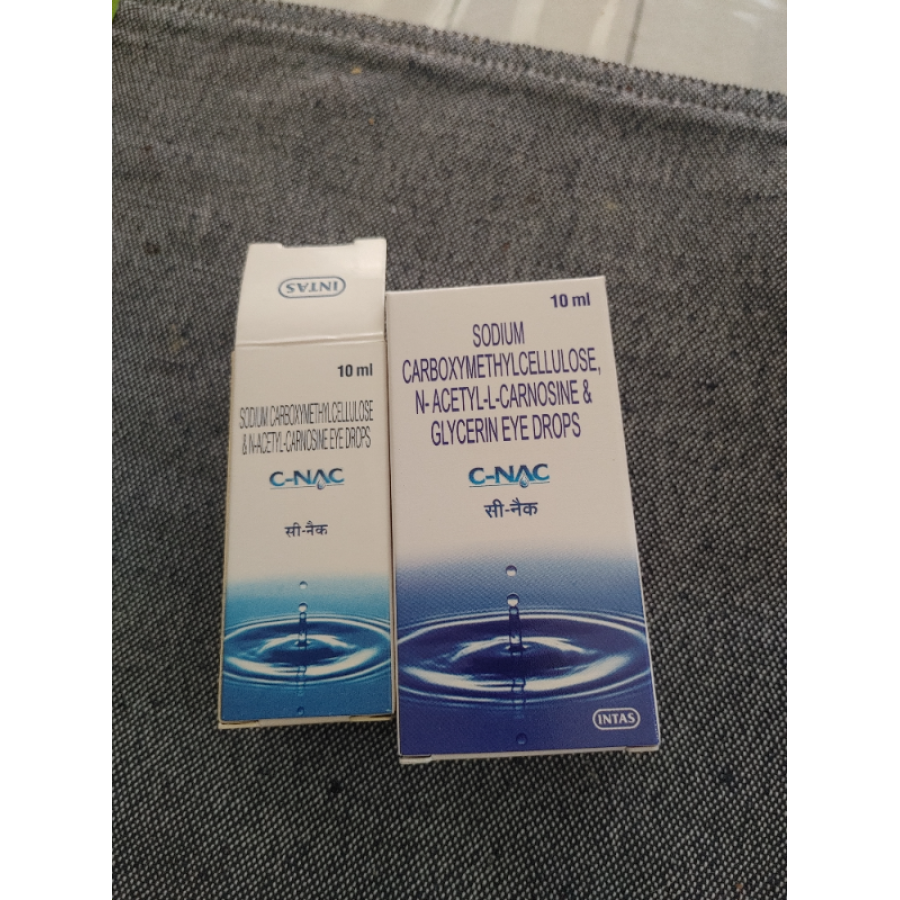 INTAS
10 ml
SODIUM CARBOXYMETHYLCELLULOSE
& N-ACETYL-CARNOSINE EYE DROPS
C-NAC
सी-नैक
10 ml
SODIUM
CARBOXYMETHYLCELLULOSE,
N- ACETYL-L-CARNOSINE &
GLYCERIN EYE DROPS
C-NAC
सी-नैक
INTAS